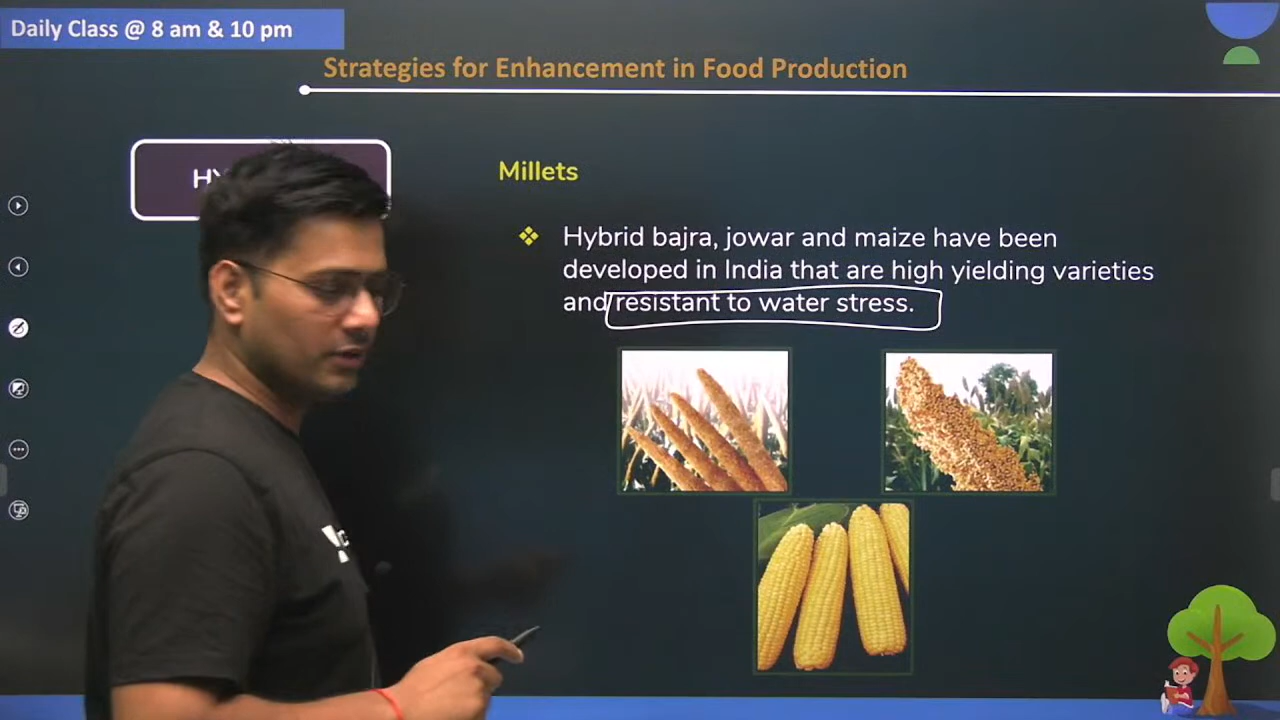 Daily Class @ 8 am & 10 pm
Strategies for Enhancement in Food Production
Millets
Hybrid bajra, jowar and maize have been
developed in India that are high yielding varieties
and resistant to water stress.